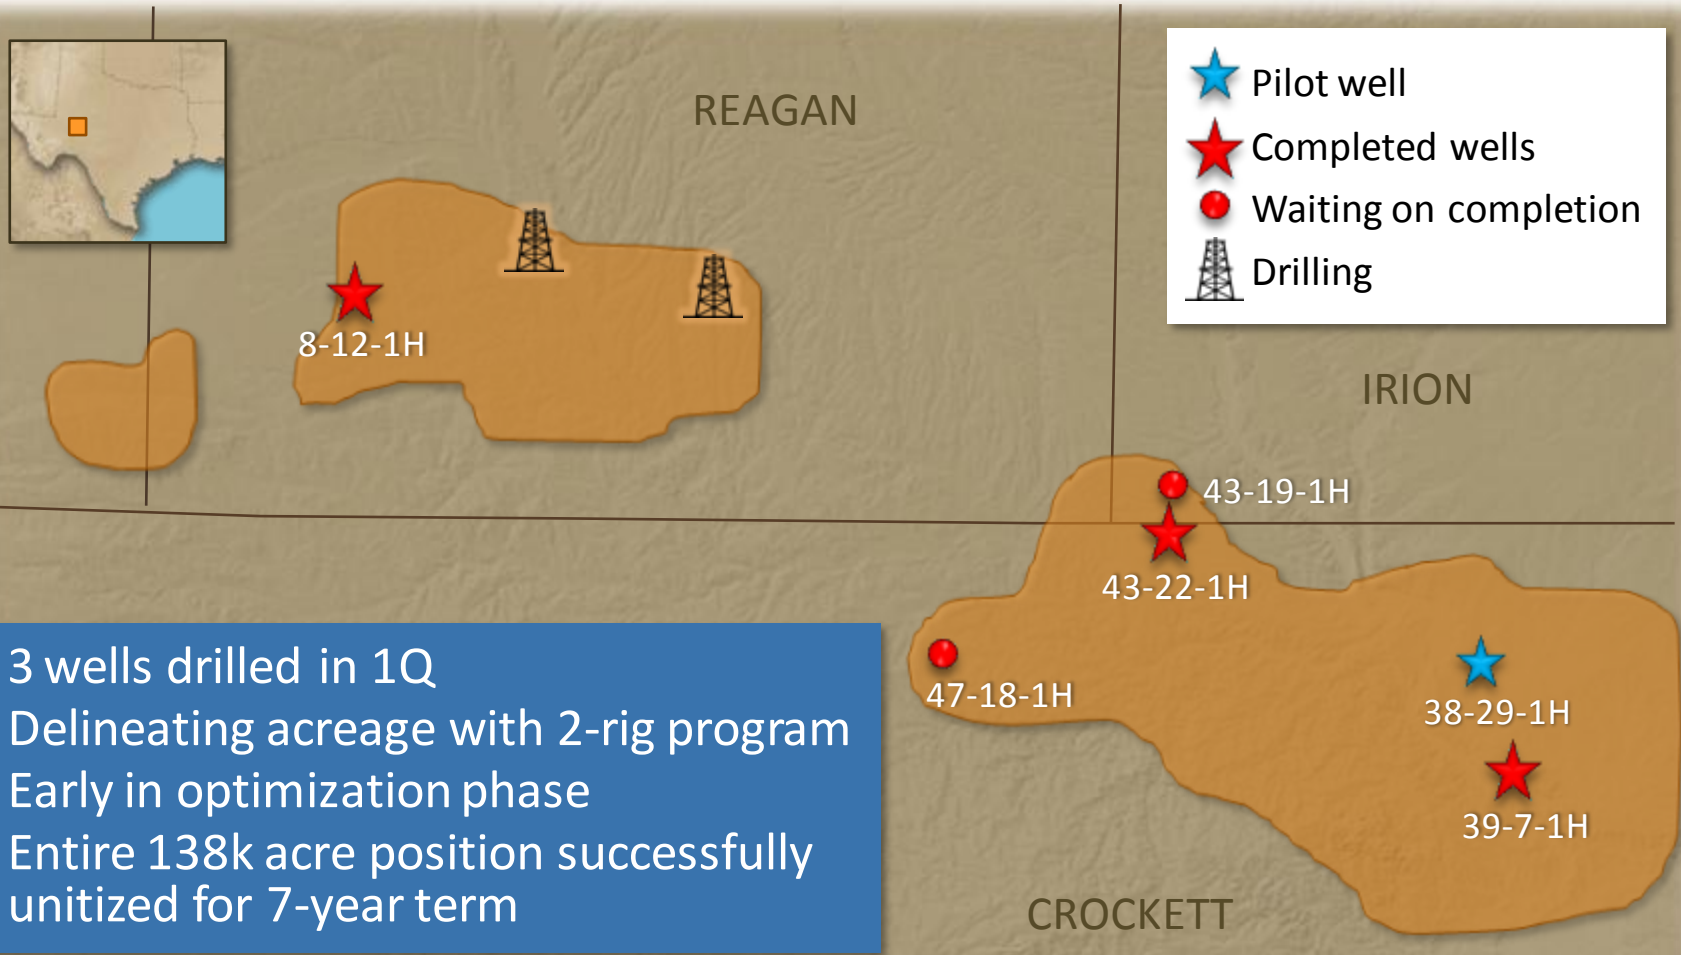 REAGAN
Pilot well
Completed wells
Waiting on completion
Drilling
8-12-1H
IRION
43-19-1H
43-22-1H
47-18-1H
38-29-1H
39-7-1H
CROCKETT
3 wells drilled in 1Q
Delineating acreage with 2-rig program
Early in optimization phase
Entire 138k acre position successfully
unitized for 7-year term